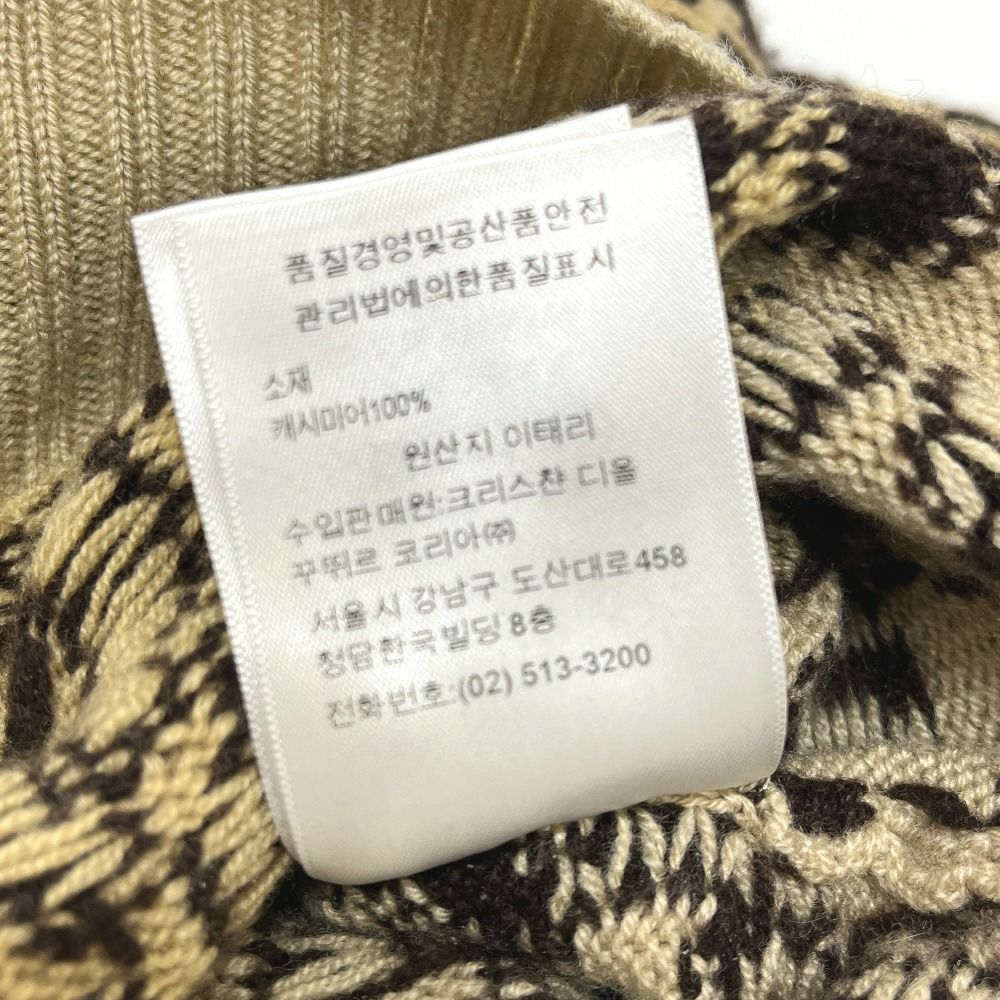 품질경영및공산품안전
관리법에의한품질표시
소재
캐시미어100%
원산지 이태리
수입판매원:크리스챤 디올
꾸뛰르 코리아㈜
서울시 강남구 도산대로458
청담한국빌딩 8층
전화번호:(02) 513-3200